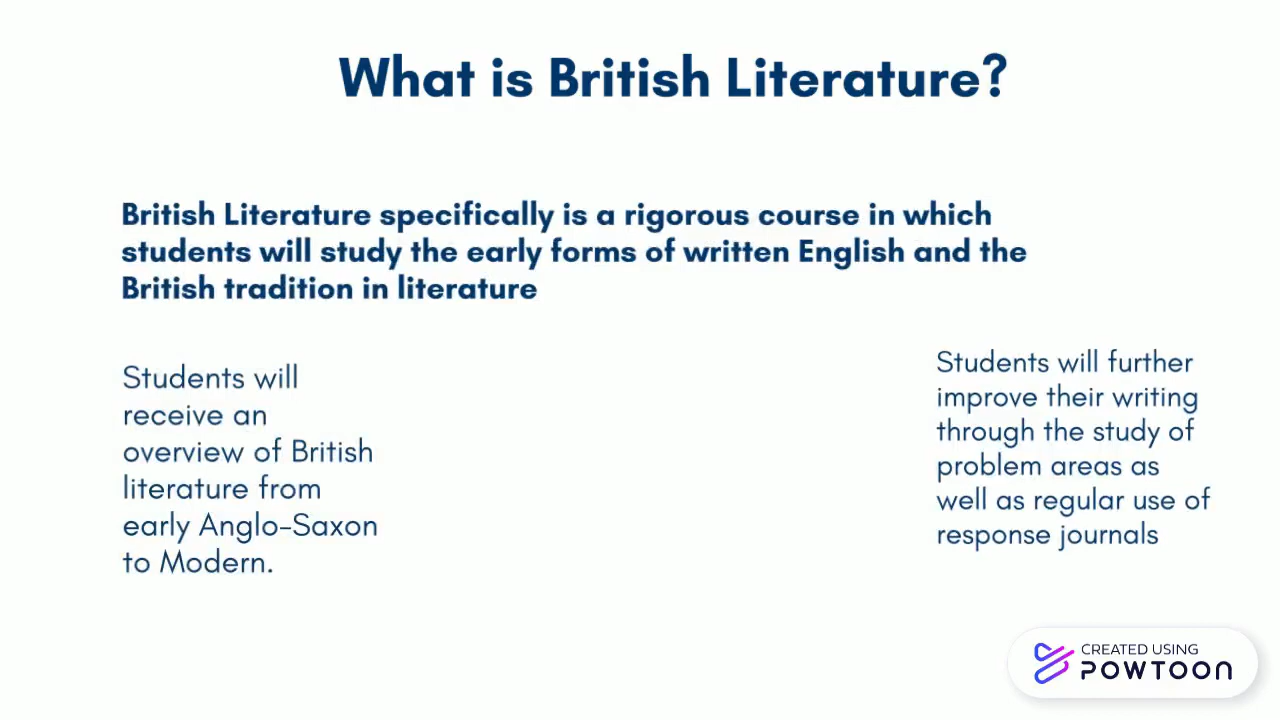 What is British Literature?
British Literature specifically is a rigorous course in which
students will study the early forms of written English and the
British tradition in literature
Students will
receive an
overview of British
literature from
early Anglo-Saxon
to Modern.
Students will further
improve their writing
through the study of
problem areas as
well as regular use of
response journals
CREATED USING
POWTOON